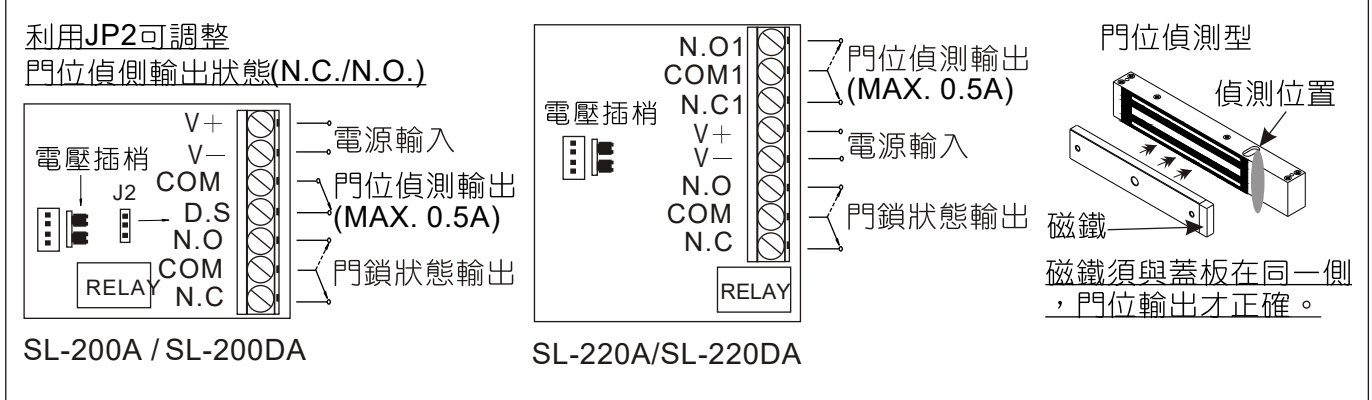 利用JP2可調整
門位偵側輸出狀態(N.C./N.O.)
V+
V−
COM
D.S
N.O
COM
N.C
電壓插梢
J2
RELAY
電源輸入
門位偵測輸出
(MAX. 0.5A)
門鎖狀態輸出
SL-200A / SL-200DA
N.O1
COM1
N.C1
V+
V−
N.O
COM
N.C
電壓插梢
RELAY
門位偵測輸出
(MAX. 0.5A)
電源輸入
門鎖狀態輸出
SL-220A/SL-220DA
門位偵測型
偵測位置
磁鐵
磁鐵須與蓋板在同一側
，門位輸出才正確。